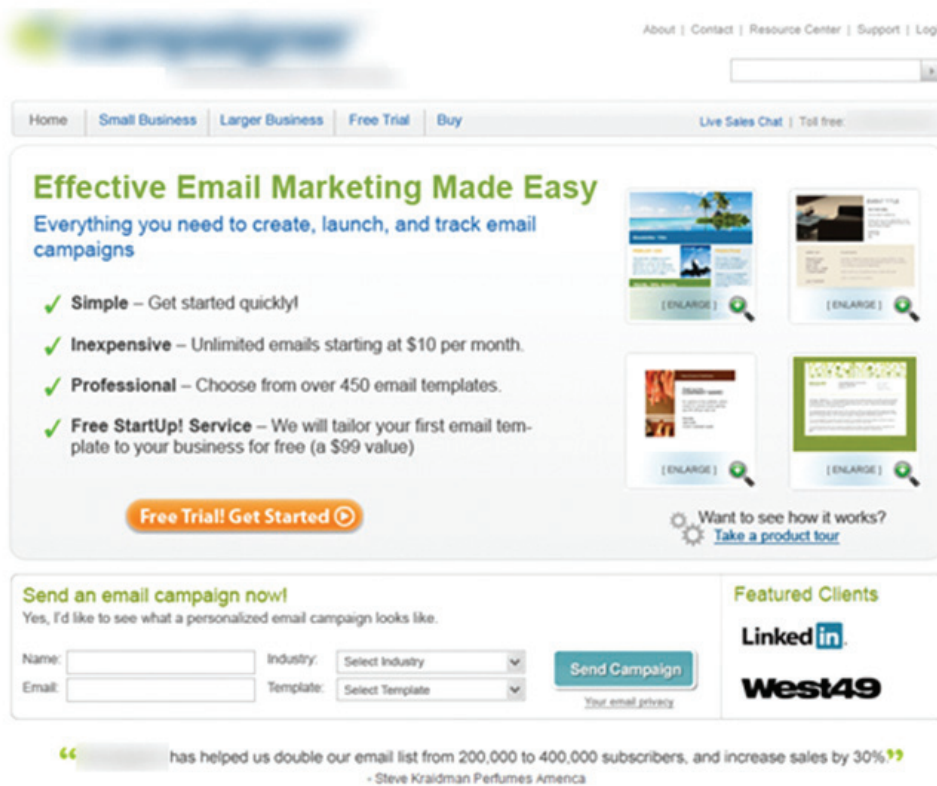 About | Contact | Resource Center | Support | Logi
Home
Small Business
Larger Business
Free Trial
Buy
Live Sales Chat | Toll free:
Effective Email Marketing Made Easy
Everything you need to create, launch, and track email
campaigns
✓ Simple – Get started quickly!
✓ Inexpensive – Unlimited emails starting at $10 per month.
✓ Professional – Choose from over 450 email templates.
✓ Free StartUp! Service – We will tailor your first email tem-
plate to your business for free (a $99 value)
Free Trial! Get Started
[ ENLARGE ]
[ ENLARGE ]
[ ENLARGE ]
[ ENLARGE ]
Want to see how it works?
Take a product tour
Send an email campaign now!
Yes, I'd like to see what a personalized email campaign looks like.
Name:
Industry:
Select Industry
Email:
Template:
Select Template
Send Campaign
Your email privacy
Featured Clients
Linked in.
West49
“ has helped us double our email list from 200,000 to 400,000 subscribers, and increase sales by 30%.”
- Steve Kraidman Perfumes Amenca